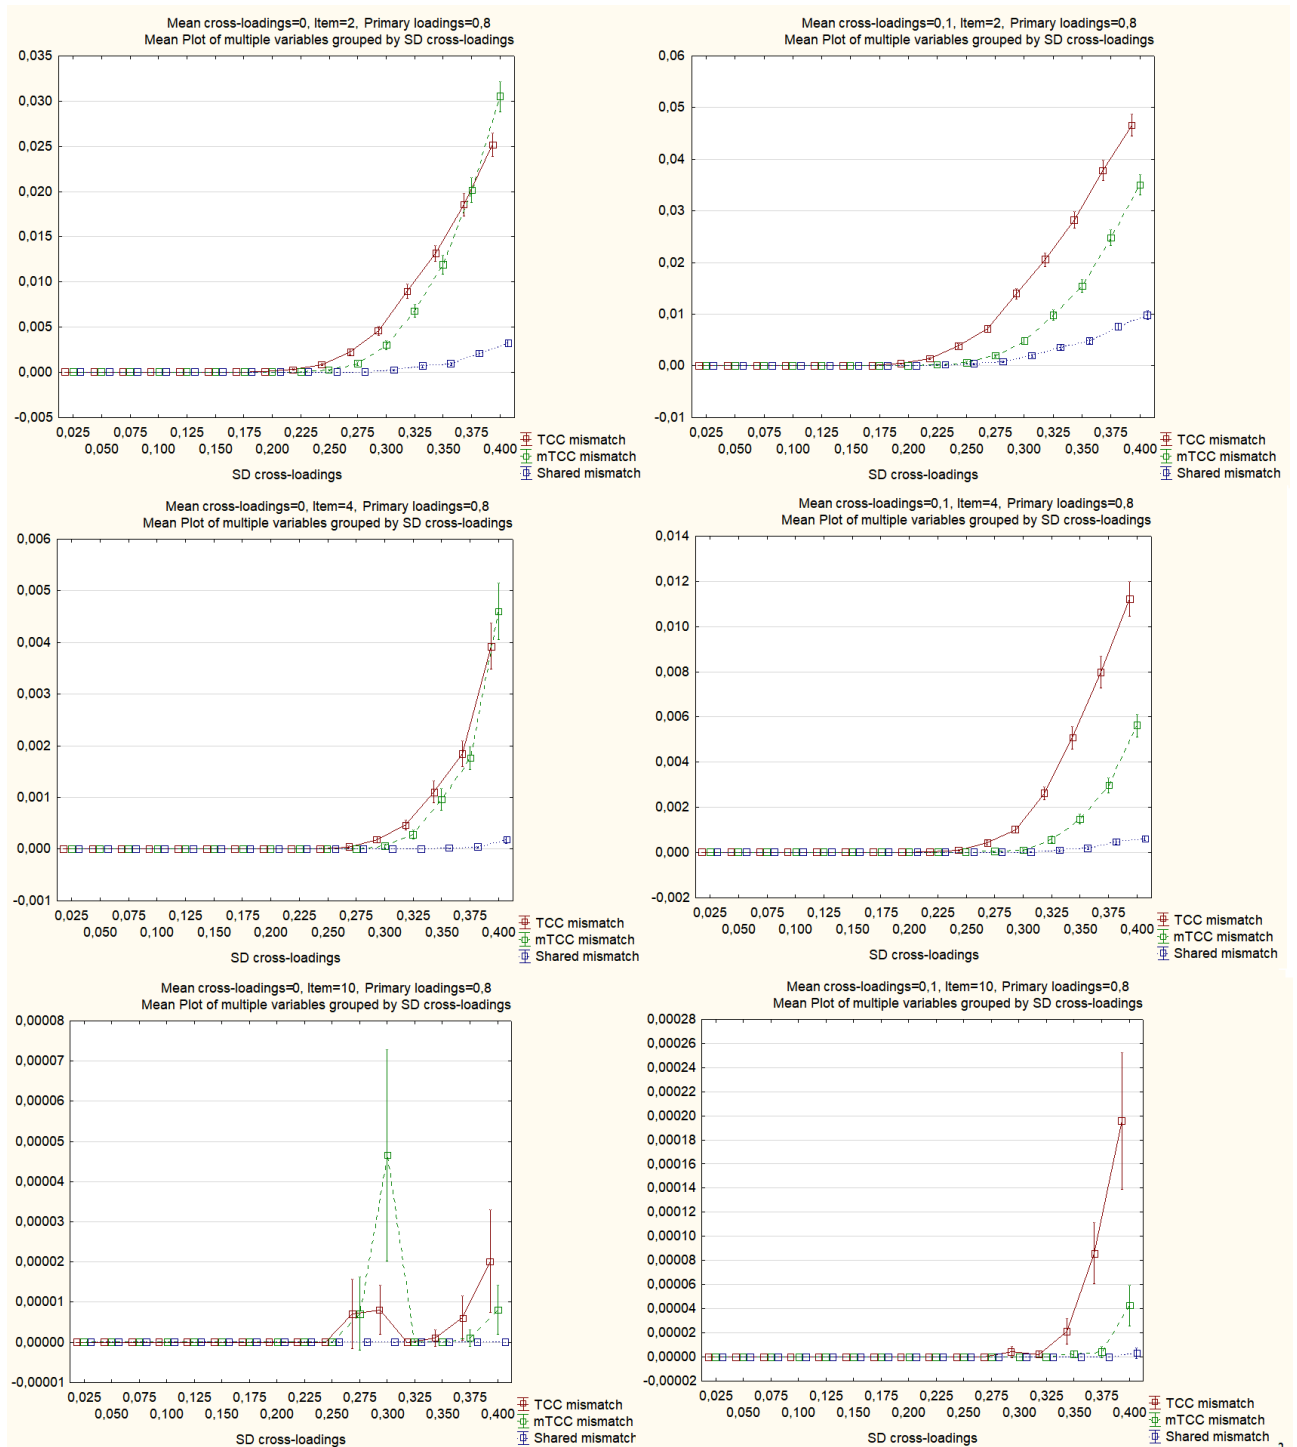 Mean cross-loadings=0, Item=2, Primary loadings=0,8
Mean Plot of multiple variables grouped by SD cross-loadings
0,035
0,030
0,025
0,020
0,015
0,010
0,005
0,000
-0,005
0,025 0,075 0,125 0,175 0,225 0,275 0,325 0,375
0,050 0,100 0,150 0,200 0,250 0,300 0,350 0,400
SD cross-loadings
TCC mismatch
mTCC mismatch
Shared mismatch
Mean cross-loadings=0,1, Item=2, Primary loadings=0,8
Mean Plot of multiple variables grouped by SD cross-loadings
0,06
0,05
0,04
0,03
0,02
0,01
0,00
-0,01
0,025 0,075 0,125 0,175 0,225 0,275 0,325 0,375
0,050 0,100 0,150 0,200 0,250 0,300 0,350 0,400
SD cross-loadings
TCC mismatch
mTCC mismatch
Shared mismatch
Mean cross-loadings=0, Item=4, Primary loadings=0,8
Mean Plot of multiple variables grouped by SD cross-loadings
0,006
0,005
0,004
0,003
0,002
0,001
0,000
-0,001
0,025 0,075 0,125 0,175 0,225 0,275 0,325 0,375
0,050 0,100 0,150 0,200 0,250 0,300 0,350 0,400
SD cross-loadings
TCC mismatch
mTCC mismatch
Shared mismatch
Mean cross-loadings=0,1, Item=4, Primary loadings=0,8
Mean Plot of multiple variables grouped by SD cross-loadings
0,014
0,012
0,010
0,008
0,006
0,004
0,002
0,000
-0,002
0,025 0,075 0,125 0,175 0,225 0,275 0,325 0,375
0,050 0,100 0,150 0,200 0,250 0,300 0,350 0,400
SD cross-loadings
TCC mismatch
mTCC mismatch
Shared mismatch
Mean cross-loadings=0, Item=10, Primary loadings=0,8
Mean Plot of multiple variables grouped by SD cross-loadings
0,00008
0,00007
0,00006
0,00005
0,00004
0,00003
0,00002
0,00001
0,00000
-0,00001
0,025 0,075 0,125 0,175 0,225 0,275 0,325 0,375
0,050 0,100 0,150 0,200 0,250 0,300 0,350 0,400
SD cross-loadings
TCC mismatch
mTCC mismatch
Shared mismatch
Mean cross-loadings=0,1, Item=10, Primary loadings=0,8
Mean Plot of multiple variables grouped by SD cross-loadings
0,00028
0,00026
0,00024
0,00022
0,00020
0,00018
0,00016
0,00014
0,00012
0,00010
0,00008
0,00006
0,00004
0,00002
0,00000
-0,00002
0,025 0,075 0,125 0,175 0,225 0,275 0,325 0,375
0,050 0,100 0,150 0,200 0,250 0,300 0,350 0,400
SD cross-loadings
TCC mismatch
mTCC mismatch
Shared mismatch